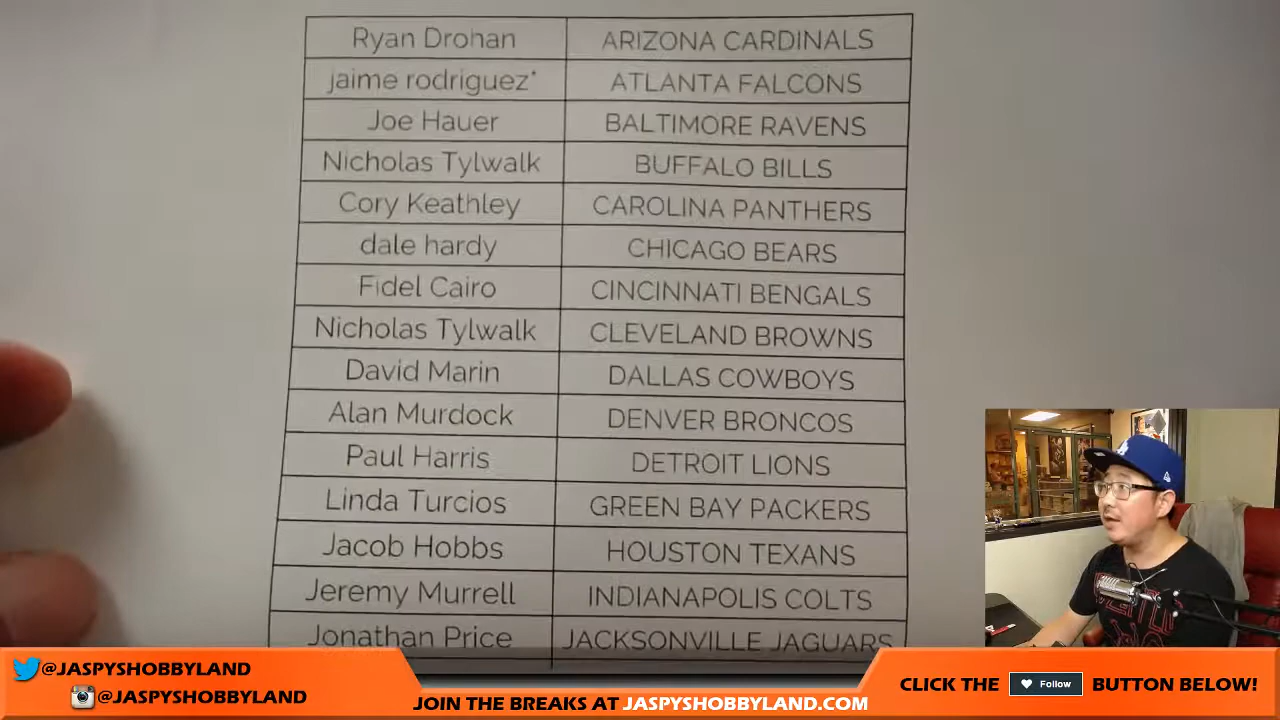 Ryan Drohan ARIZONA CARDINALS
jaime rodriguez* ATLANTA FALCONS
Joe Hauer BALTIMORE RAVENS
Nicholas Tylwalk BUFFALO BILLS
Cory Keathley CAROLINA PANTHERS
dale hardy CHICAGO BEARS
Fidel Cairo CINCINNATI BENGALS
Nicholas Tylwalk CLEVELAND BROWNS
David Marin DALLAS COWBOYS
Alan Murdock DENVER BRONCOS
Paul Harris DETROIT LIONS
Linda Turcios GREEN BAY PACKERS
Jacob Hobbs HOUSTON TEXANS
Jeremy Murrell INDIANAPOLIS COLTS
Jonathan Price JACKSONVILLE JAGUARS
@JASPYSHOBBYLAND
@JASPYSHOBBYLAND
JOIN THE BREAKS AT JASPYSHOBBYLAND.COM
CLICK THE Follow BUTTON BELOW!
LA